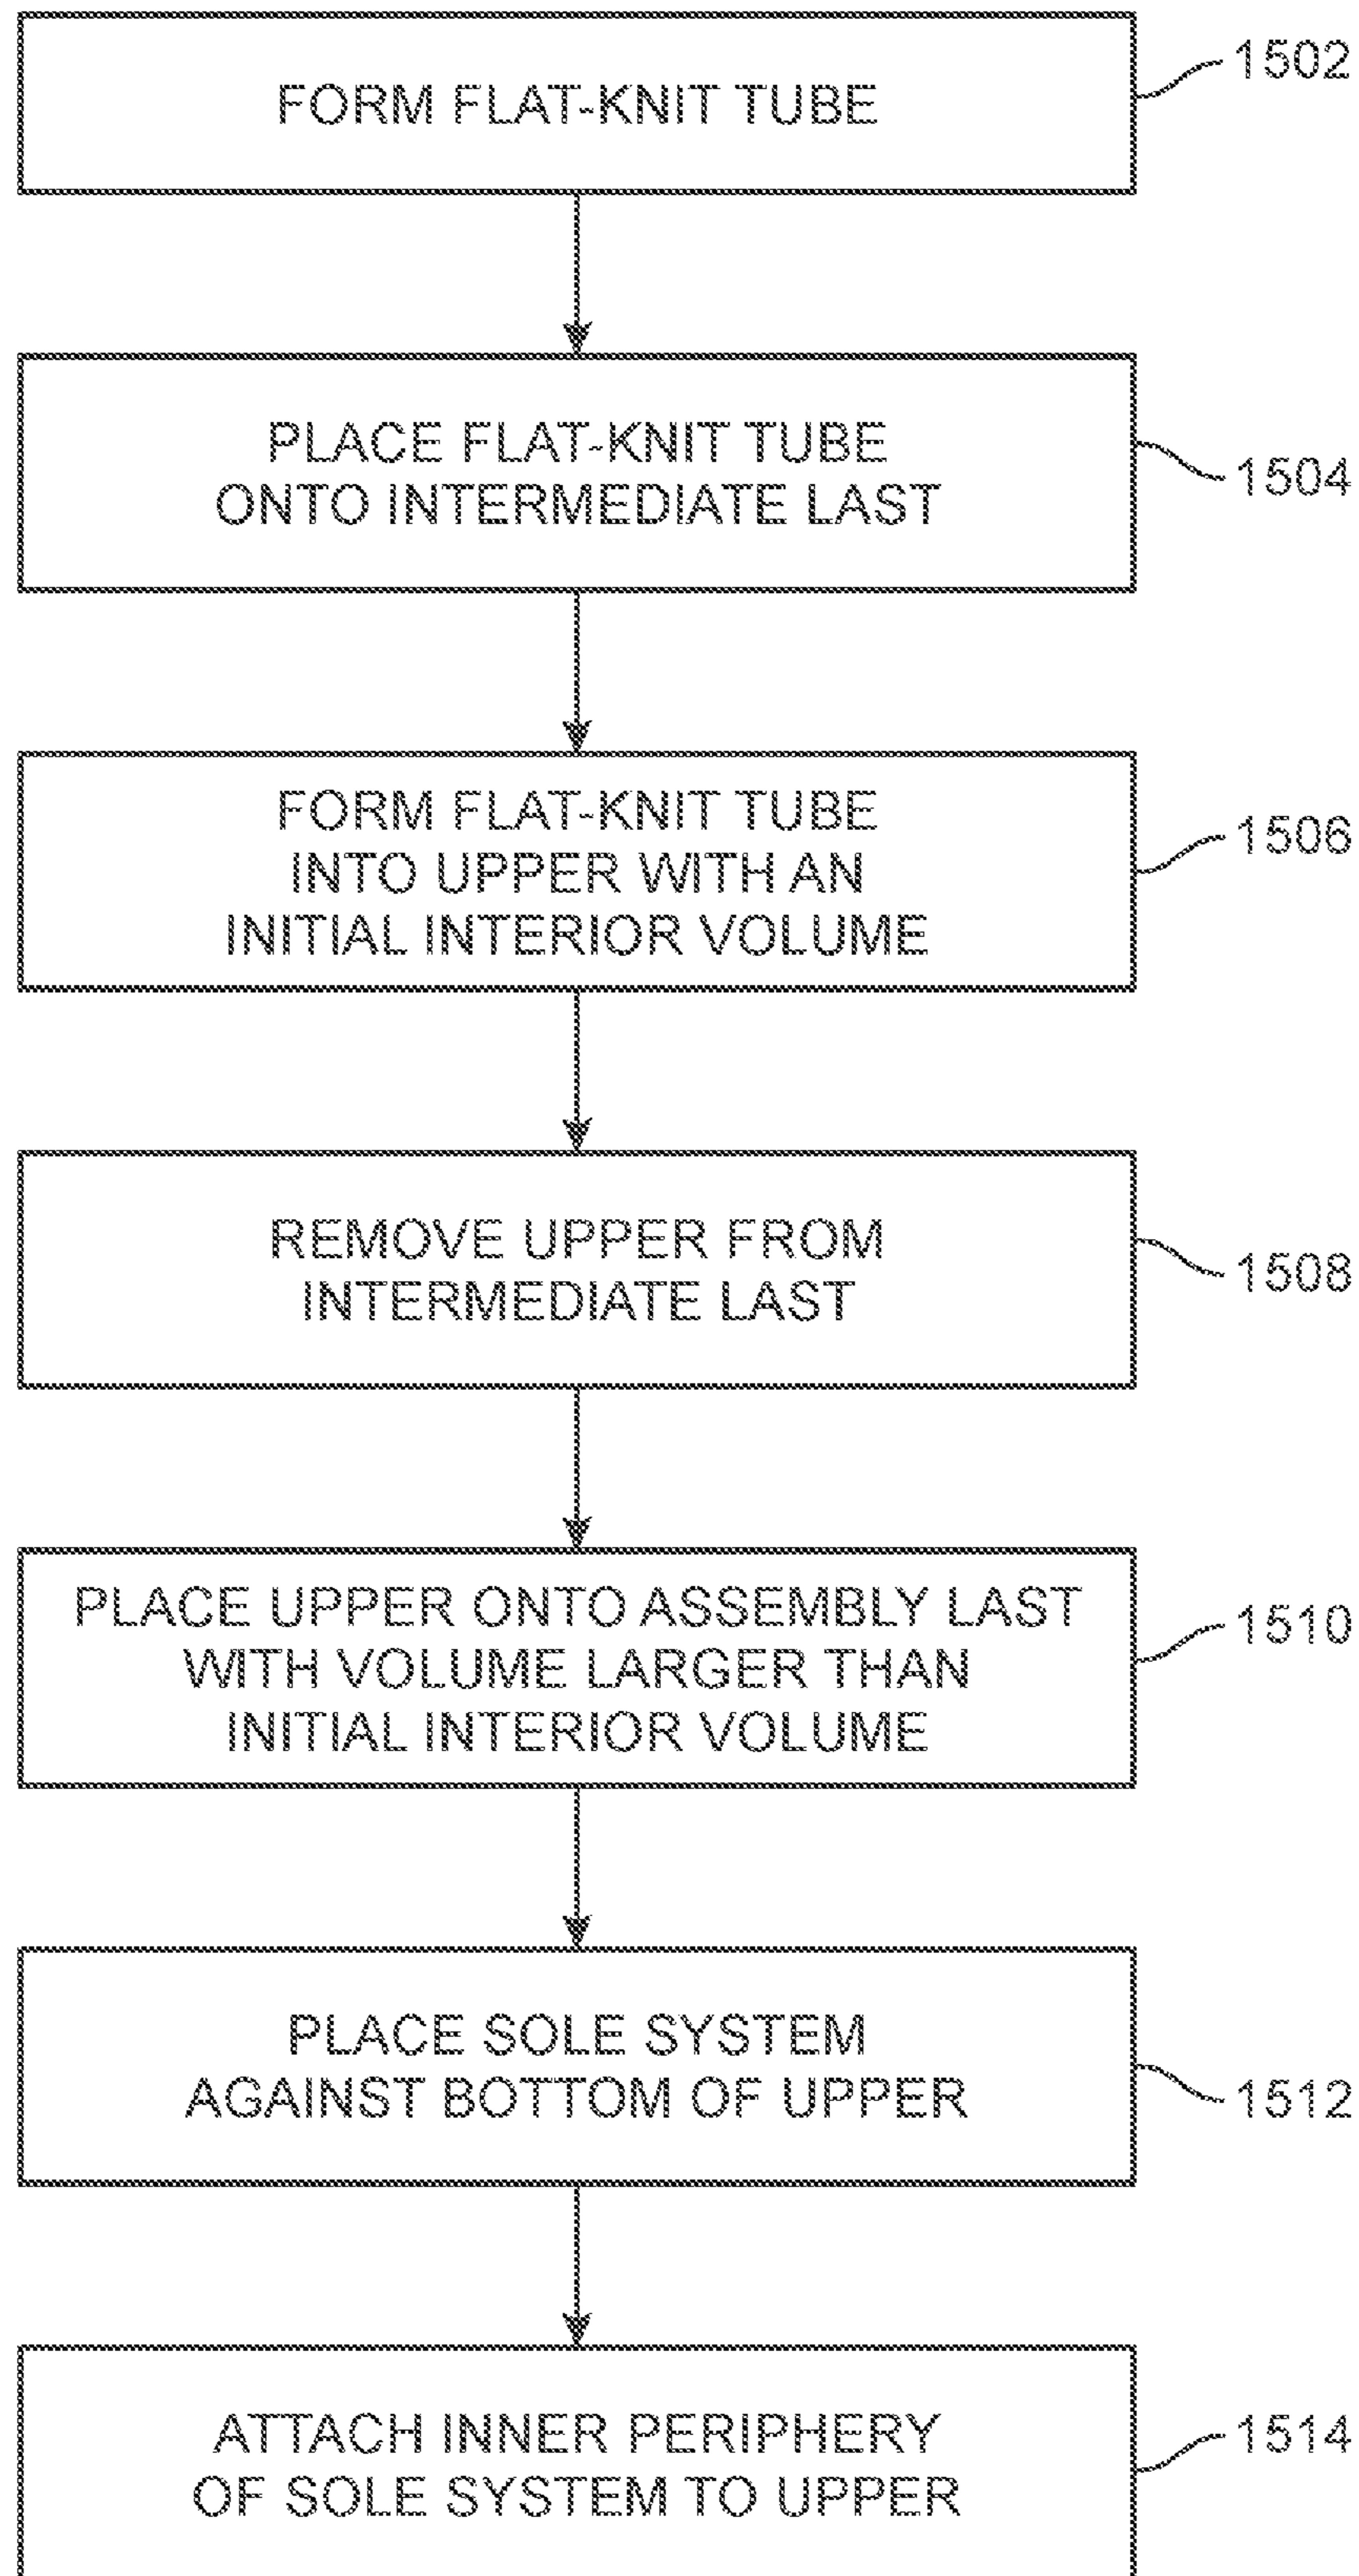 FORM FLAT-KNIT TUBE
1502
PLACE FLAT-KNIT TUBE
ONTO INTERMEDIATE LAST
1504
FORM FLAT-KNIT TUBE
INTO UPPER WITH AN
INITIAL INTERIOR VOLUME
1506
REMOVE UPPER FROM
INTERMEDIATE LAST
1508
PLACE UPPER ONTO ASSEMBLY LAST
WITH VOLUME LARGER THAN
INITIAL INTERIOR VOLUME
1510
PLACE SOLE SYSTEM
AGAINST BOTTOM OF UPPER
1512
ATTACH INNER PERIPHERY
OF SOLE SYSTEM TO UPPER
1514